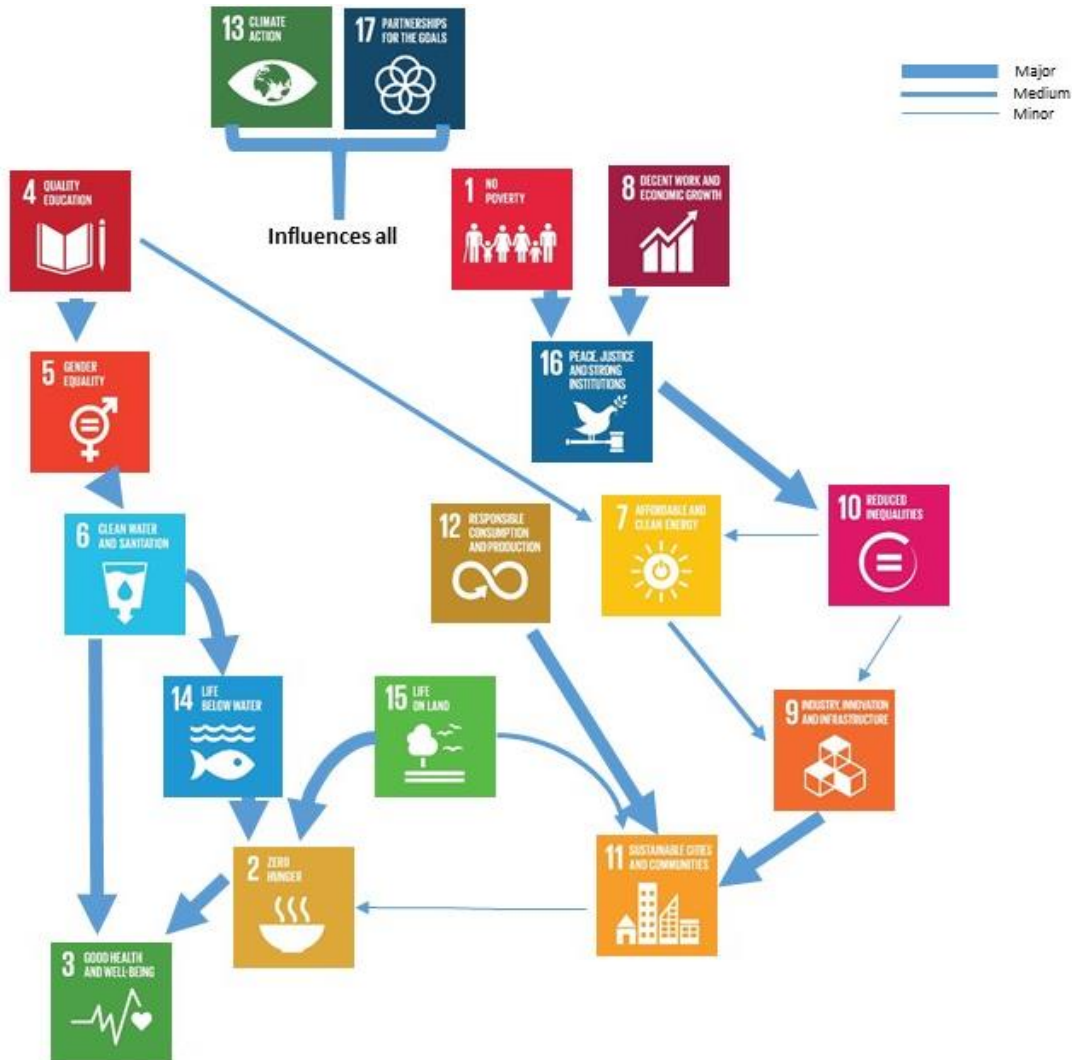 13 CLIMATE
ACTION
17 PARTNERSHIPS
FOR THE GOALS
Major
Medium
Minor
4 QUALITY
EDUCATION
1 NO
POVERTY
8 DECENT WORK AND
ECONOMIC GROWTH
Influences all
5 GENDER
EQUALITY
16 PEACE, JUSTICE
AND STRONG
INSTITUTIONS
6 CLEAN WATER
AND SANITATION
12 RESPONSIBLE
CONSUMPTION
AND PRODUCTION
7 AFFORDABLE AND
CLEAN ENERGY
10 REDUCED
INEQUALITIES
14 LIFE
BELOW WATER
15 LIFE
ON LAND
9 INDUSTRY, INNOVATION
AND INFRASTRUCTURE
2 ZERO
HUNGER
11 SUSTAINABLE CITIES
AND COMMUNITIES
3 GOOD HEALTH
AND WELL-BEING